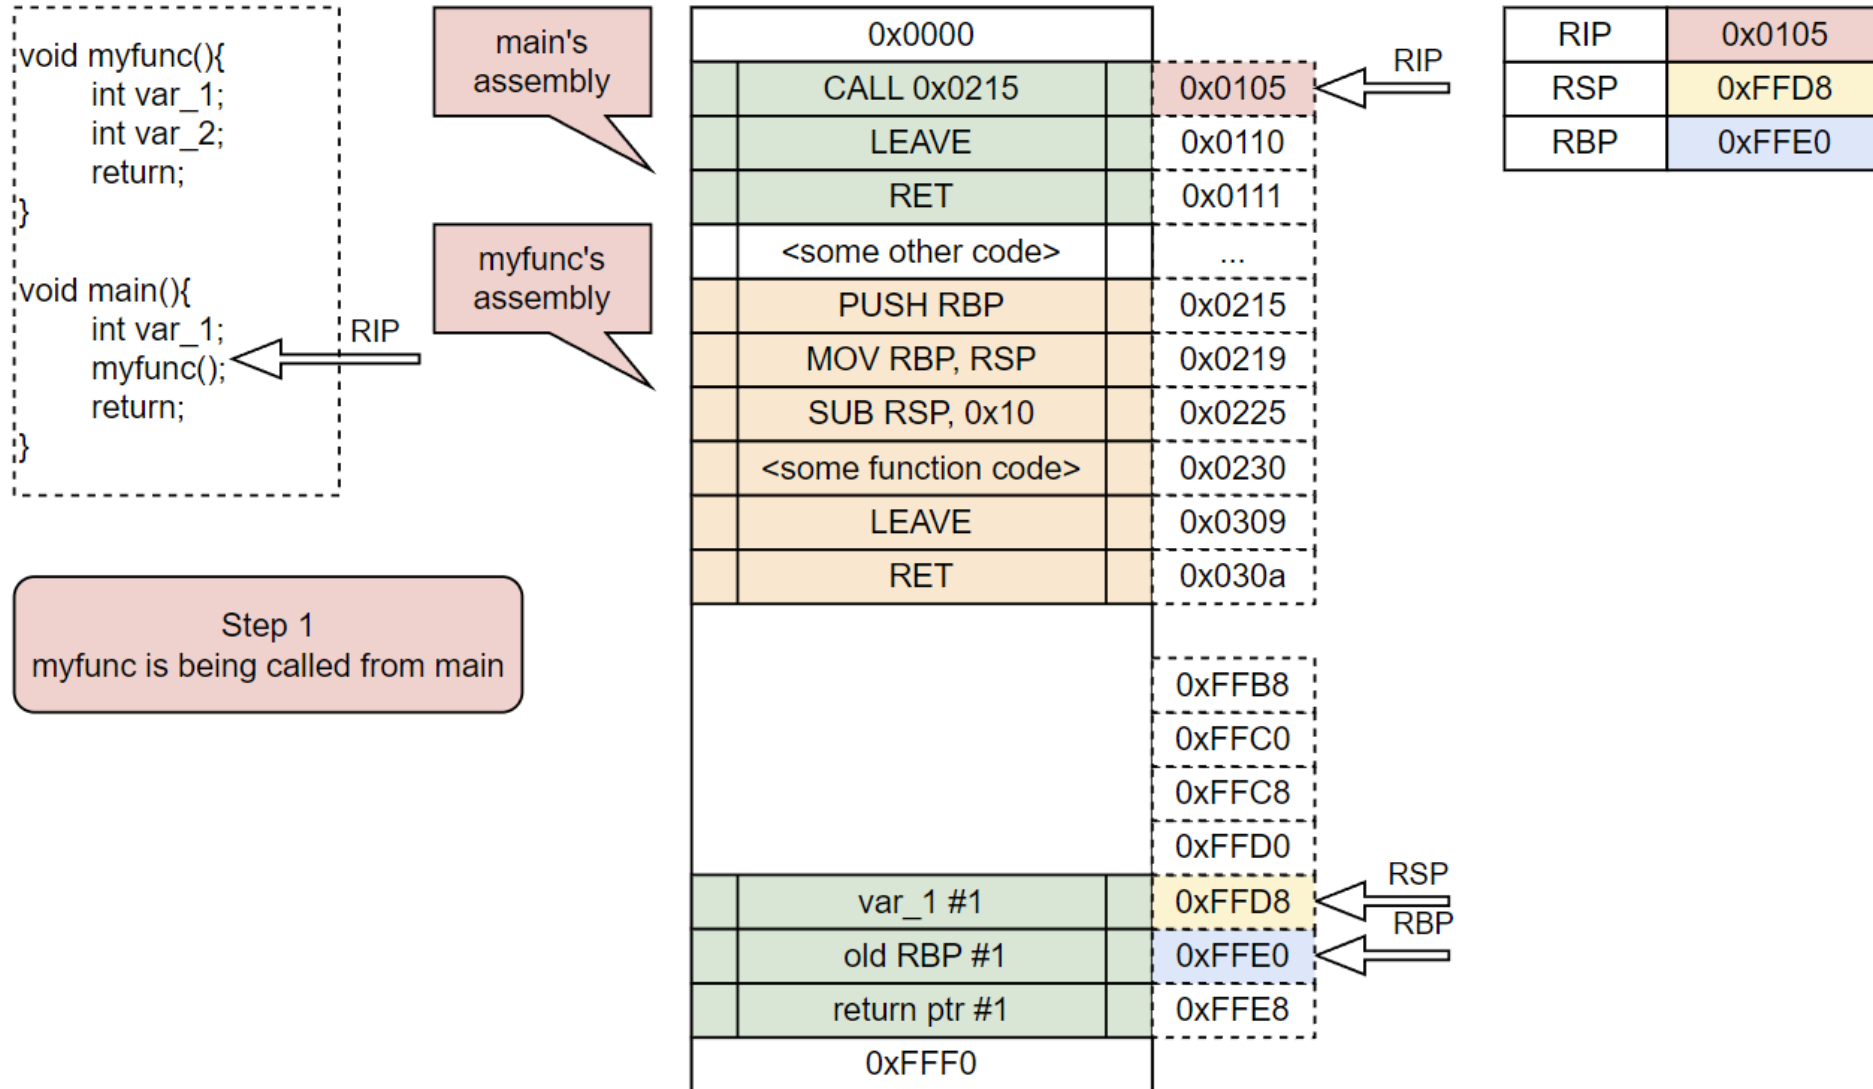 void myfunc(){
int var_1;
int var_2;
return;
}
void main(){
int var_1;
myfunc();
return;
}
RIP
Step 1
myfunc is being called from main
main's
assembly
myfunc's
assembly
0x0000
CALL 0x0215 0x0105
LEAVE 0x0110
RET 0x0111
<some other code> ...
PUSH RBP 0x0215
MOV RBP, RSP 0x0219
SUB RSP, 0x10 0x0225
<some function code> 0x0230
LEAVE 0x0309
RET 0x030a
0xFFB8
0xFFC0
0xFFC8
0xFFD0
var_1 #1 0xFFD8
old RBP #1 0xFFE0
return ptr #1 0xFFE8
0xFFF0
RIP
RSP
RBP
RIP 0x0105
RSP 0xFFD8
RBP 0xFFE0